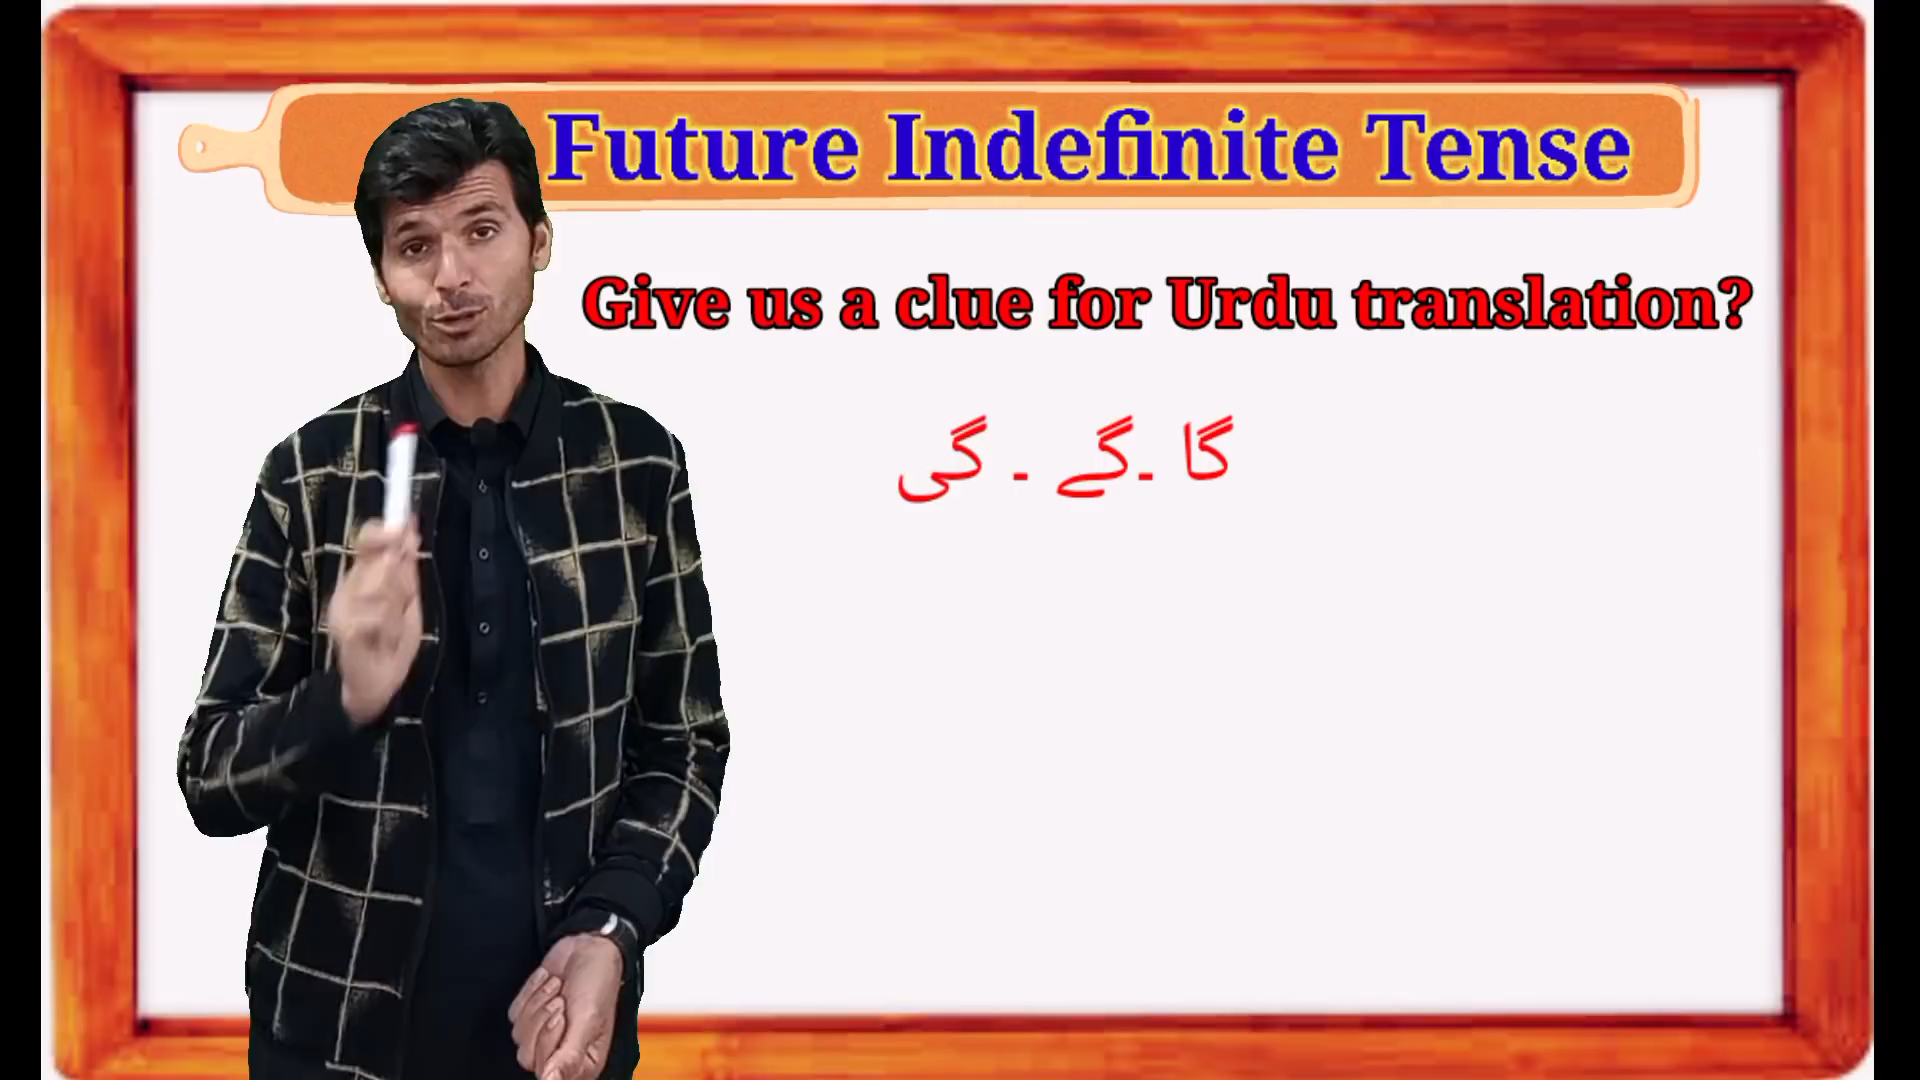 Future Indefinite Tense
Give us a clue for Urdu translation?
گا ۔گے ۔ گی